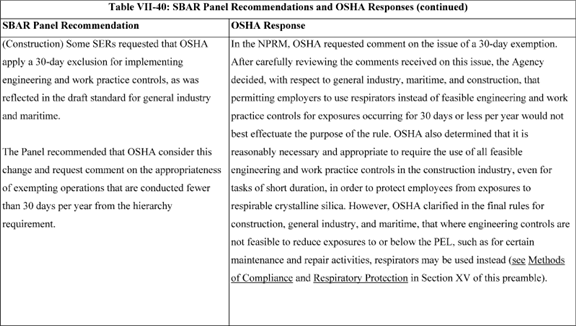 Table VII-40: SBAR Panel Recommendations and OSHA Responses (continued)
SBAR Panel Recommendation
(Construction) Some SERs requested that OSHA
apply a 30-day exclusion for implementing
engineering and work practice controls, as was
reflected in the draft standard for general industry
and maritime.
The Panel recommended that OSHA consider this
change and request comment on the appropriateness
of exempting operations that are conducted fewer
than 30 days per year from the hierarchy
requirement.
OSHA Response
In the NPRM, OSHA requested comment on the issue of a 30-day exemption.
After carefully reviewing the comments received on this issue, the Agency
decided, with respect to general industry, maritime, and construction, that
permitting employers to use respirators instead of feasible engineering and work
practice controls for exposures occurring for 30 days or less per year would not
best effectuate the purpose of the rule. OSHA also determined that it is
reasonably necessary and appropriate to require the use of all feasible
engineering and work practice controls in the construction industry, even for
tasks of short duration, in order to protect employees from exposures to
respirable crystalline silica. However, OSHA clarified in the final rules for
construction, general industry, and maritime, that where engineering controls are
not feasible to reduce exposures to or below the PEL, such as for certain
maintenance and repair activities, respirators may be used instead (see Methods
of Compliance and Respiratory Protection in Section XV of this preamble).